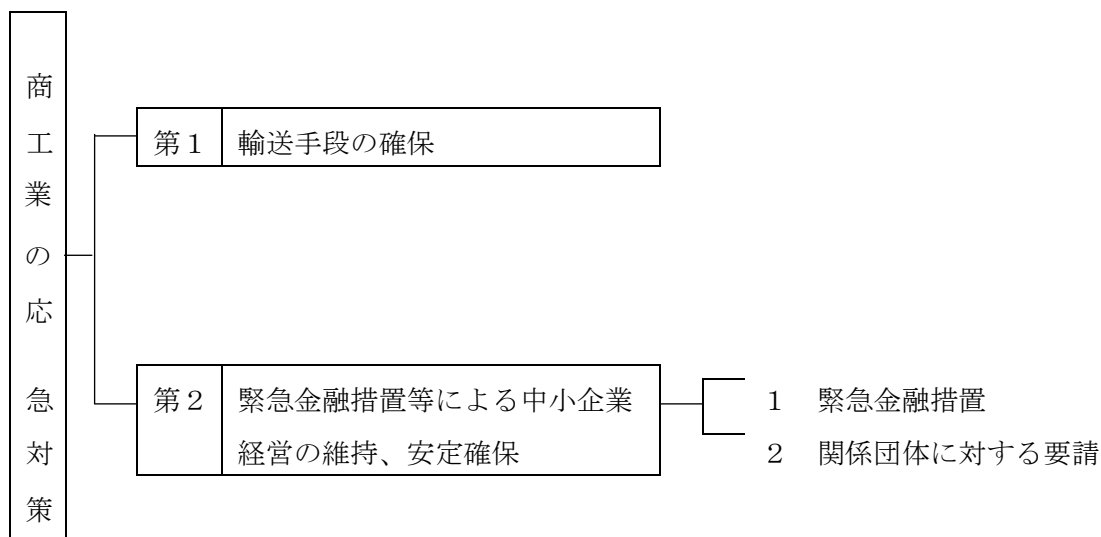 商工業の応急対策
第１ 輸送手段の確保
第２ 緊急金融措置等による中小企業
経営の維持、安定確保
１ 緊急金融措置
２ 関係団体に対する要請